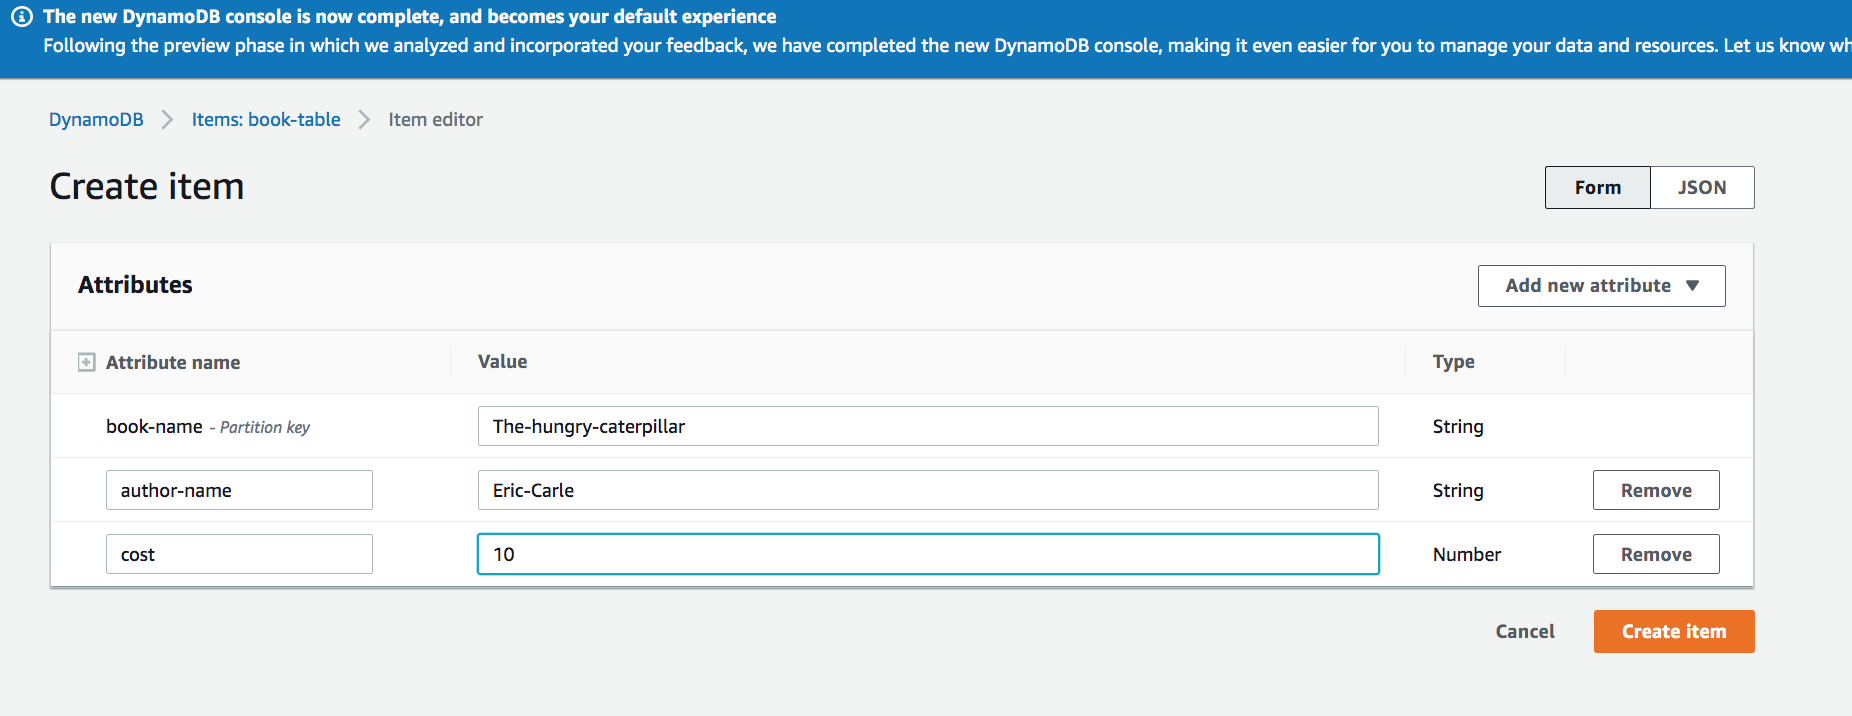 The new DynamoDB console is now complete, and becomes your default experience
Following the preview phase in which we analyzed and incorporated your feedback, we have completed the new DynamoDB console, making it even easier for you to manage your data and resources. Let us know
DynamoDB > Items: book-table > Item editor
Create item
Form JSON
Attributes
Add new attribute
Attribute name Value Type
book-name - Partition key The-hungry-caterpillar String
author-name Eric-Carle String Remove
cost 10 Number Remove
Cancel Create item